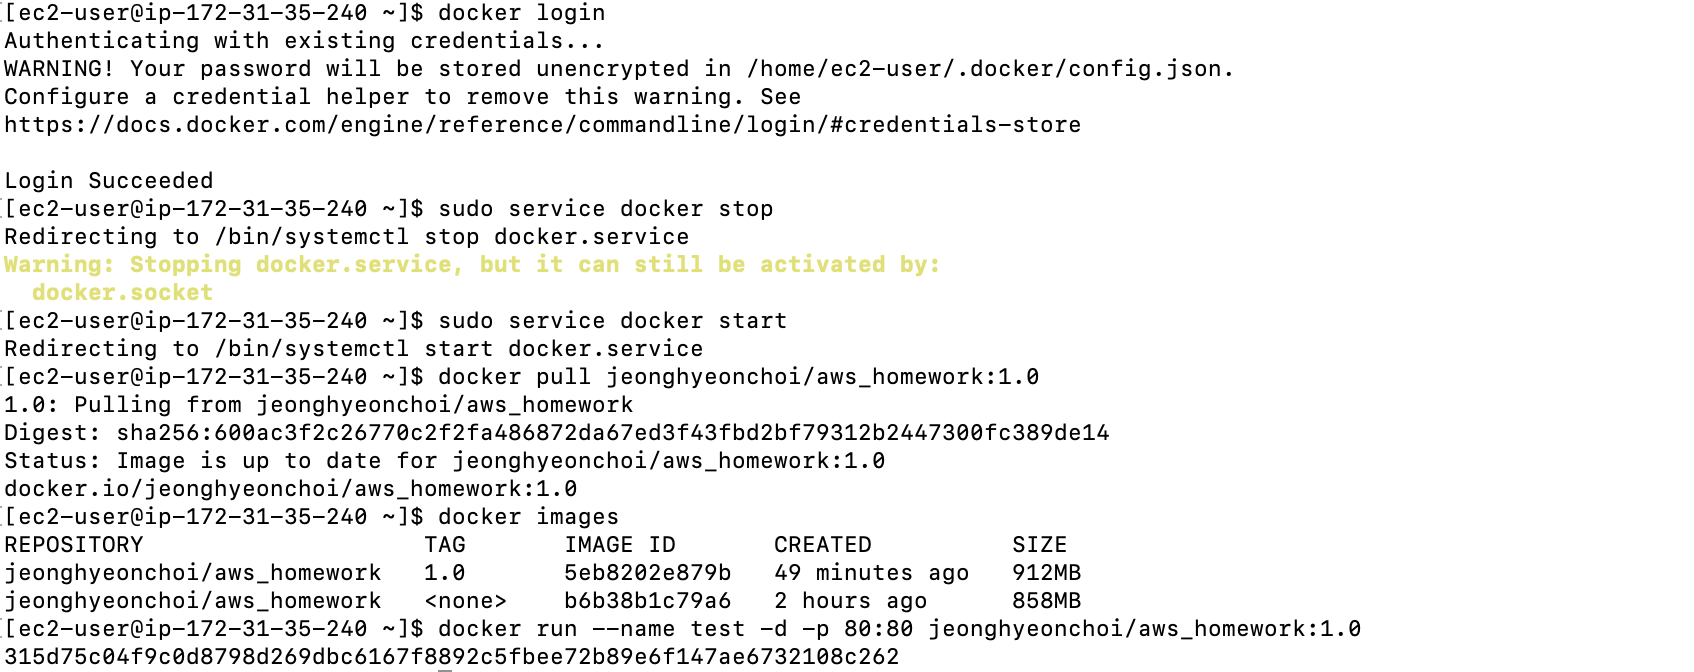 [ec2-user@ip-172-31-35-240 ~]$ docker login
Authenticating with existing credentials...
WARNING! Your password will be stored unencrypted in /home/ec2-user/.docker/config.json.
Configure a credential helper to remove this warning. See
https://docs.docker.com/engine/reference/commandline/login/#credentials-store
Login Succeeded
[ec2-user@ip-172-31-35-240 ~]$ sudo service docker stop
Redirecting to /bin/systemctl stop docker.service
Warning: Stopping docker.service, but it can still be activated by:
  docker.socket
[ec2-user@ip-172-31-35-240 ~]$ sudo service docker start
Redirecting to /bin/systemctl start docker.service
[ec2-user@ip-172-31-35-240 ~]$ docker pull jeonghyeonchoi/aws_homework:1.0
1.0: Pulling from jeonghyeonchoi/aws_homework
Digest: sha256:600ac3f2c26770c2f2fa486872da67ed3f43fbd2bf79312b2447300fc389de14
Status: Image is up to date for jeonghyeonchoi/aws_homework:1.0
docker.io/jeonghyeonchoi/aws_homework:1.0
[ec2-user@ip-172-31-35-240 ~]$ docker images
REPOSITORY                    TAG       IMAGE ID       CREATED          SIZE
jeonghyeonchoi/aws_homework   1.0       5eb8202e879b   49 minutes ago   912MB
jeonghyeonchoi/aws_homework   <none>    b6b38b1c79a6   2 hours ago      858MB
[ec2-user@ip-172-31-35-240 ~]$ docker run --name test -d -p 80:80 jeonghyeonchoi/aws_homework:1.0
315d75c04f9c0d8798d269dbc6167f8892c5fbee72b89e6f147ae6732108c262